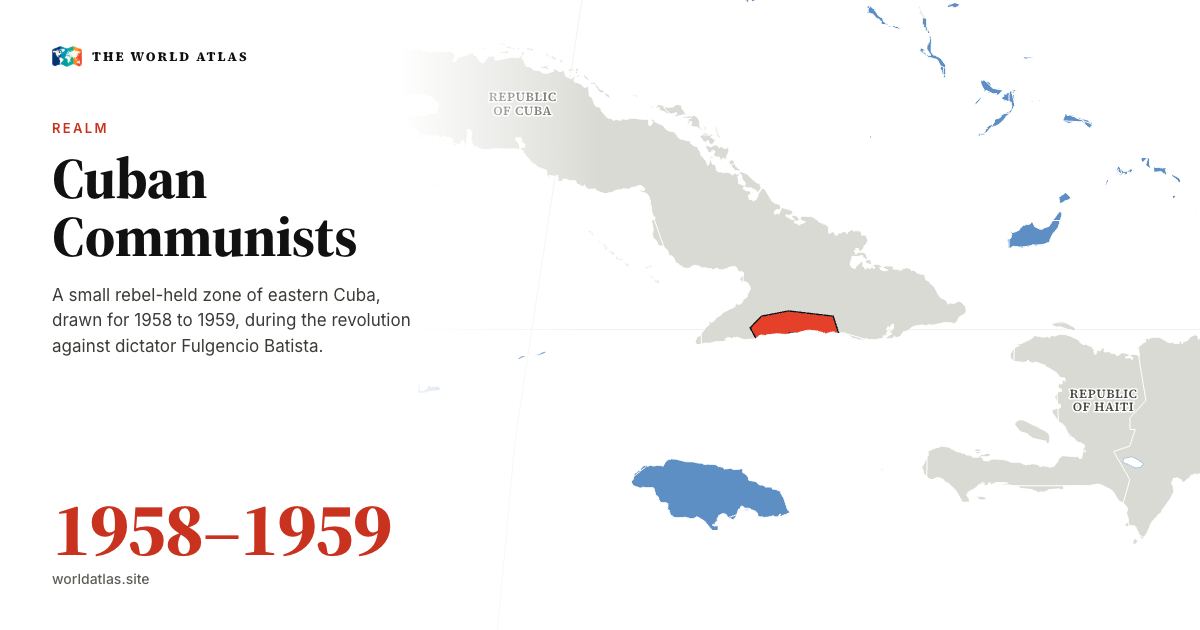 THE WORLD ATLAS
REALM
Cuban
Communists
A small rebel-held zone of eastern Cuba,
drawn for 1958 to 1959, during the revolution
against dictator Fulgencio Batista.
1958–1959
worldatlas.site
REPUBLIC
OF CUBA
REPUBLIC
OF HAITI